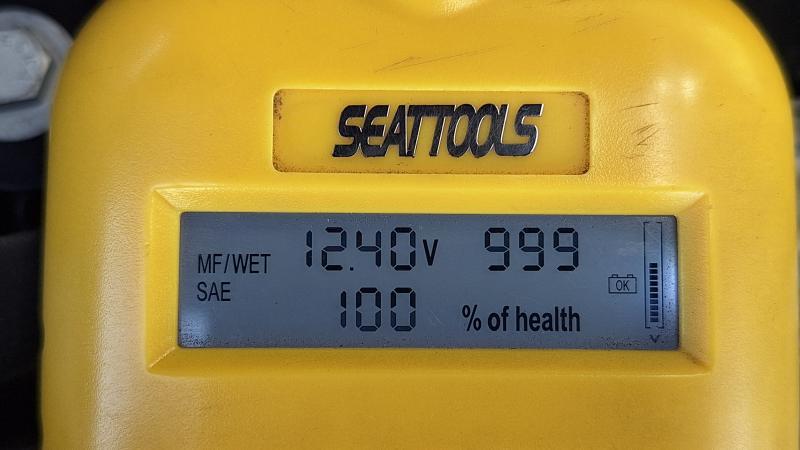 SEATTOOLS
MF/WET 12.40V 999
SAE 100 % of health
OK
V